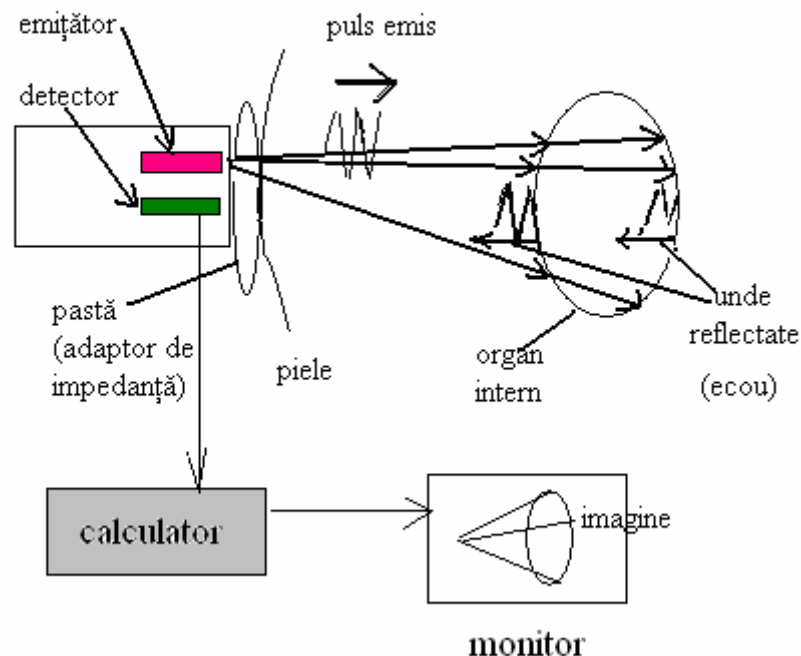 emițător
puls emis
detector
pastă
(adaptor de
impedanță)
piele
organ
intern
unde
reflectate
(ecou)
calculator
imagine
monitor